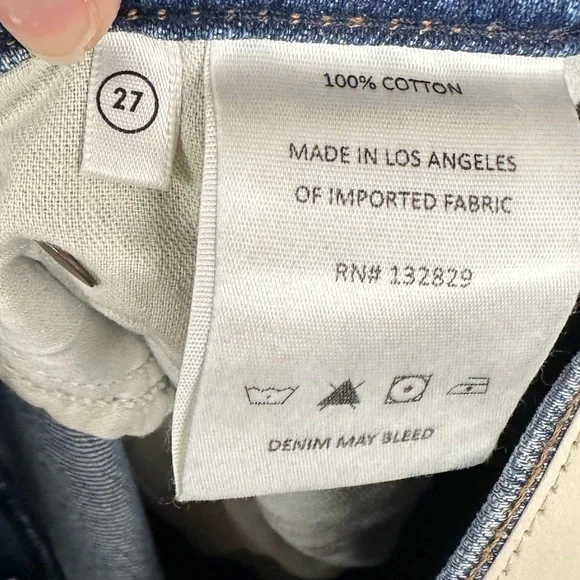 27
100% COTTON
MADE IN LOS ANGELES
OF IMPORTED FABRIC
RN# 132829
DENIM MAY BLEED